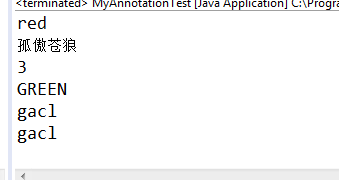 <terminated> MyAnnotationTest [Java Application] C:\Progra
red
孤傲苍狼
3
GREEN
gacl
gacl